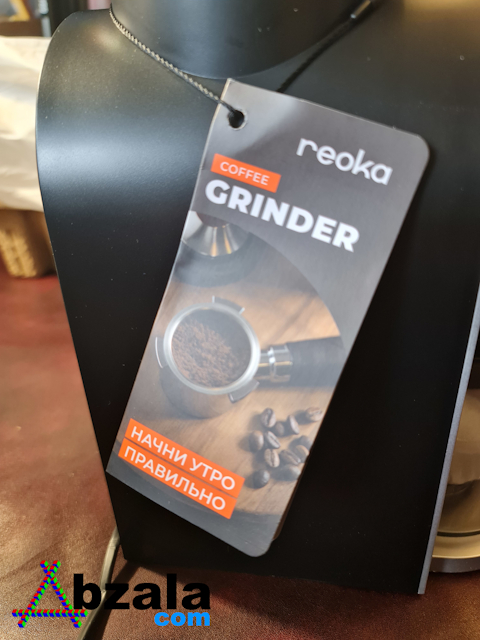 reoka
COFFEE
GRINDER
НАЧНИ УТРО
ПРАВИЛЬНО
Abzala
com